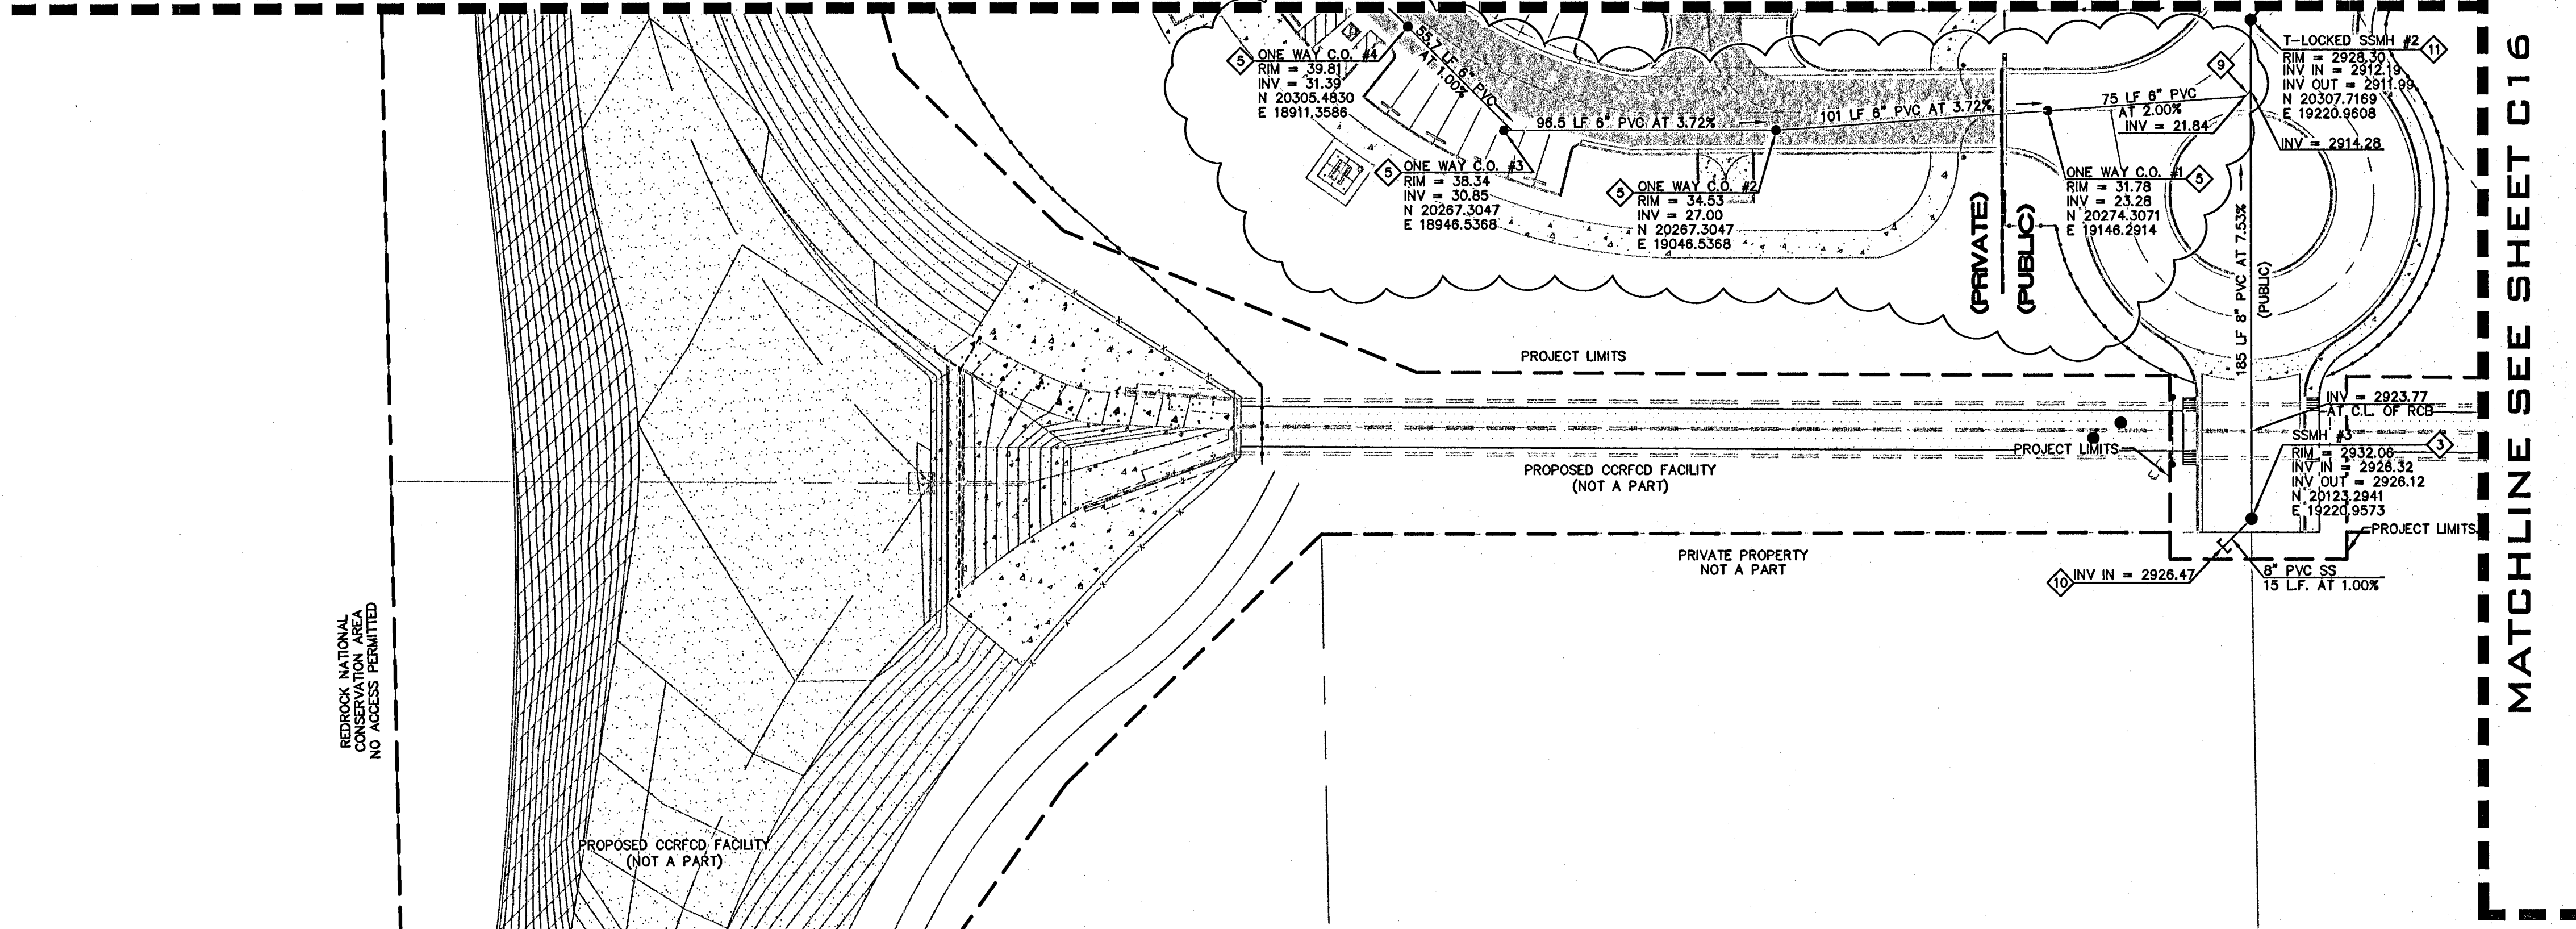 5
ONE WAY C.O. #4
RIM = 39.81
INV = 31.39
N 20305.4830
E 18911.3586
55.7 LF 6" PVC
AT 1.00%
96.5 LF 6" PVC AT 3.72%
101 LF 6" PVC AT 3.72%
75 LF 6" PVC
AT 2.00%
INV = 21.84
9
T-LOCKED SSMH #2
11
RIM = 2928.30
INV IN = 2912.19
INV OUT = 2911.99
N 20307.7169
E 19220.9608
INV = 2914.28
5
ONE WAY C.O. #3
RIM = 38.34
INV = 30.85
N 20267.3047
E 18946.5368
5
ONE WAY C.O. #2
RIM = 34.53
INV = 27.00
N 20267.3047
E 19046.5368
ONE WAY C.O. #1
5
RIM = 31.78
INV = 23.28
N 20274.3071
E 19146.2914
(PRIVATE)
(PUBLIC)
185 LF 8" PVC AT 7.53%
(PUBLIC)
MATCHLINE SEE SHEET C16
PROJECT LIMITS
INV = 2923.77
AT C.L. OF RCB
SSMH #3
3
RIM = 2932.06
INV IN = 2926.32
INV OUT = 2926.12
N 20123.2941
E 19220.9573
PROJECT LIMITS
PROPOSED CCRFCD FACILITY
(NOT A PART)
PROJECT LIMITS
PRIVATE PROPERTY
NOT A PART
10
INV IN = 2926.47
8" PVC SS
15 L.F. AT 1.00%
REDROCK NATIONAL
CONSERVATION AREA
NO ACCESS PERMITTED
PROPOSED CCRFCD FACILITY
(NOT A PART)